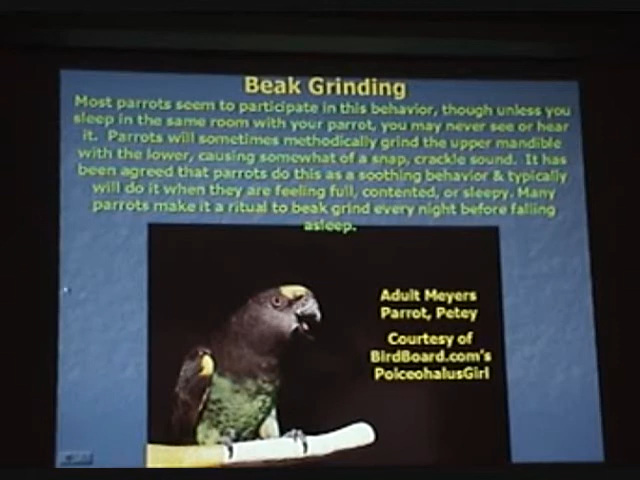 Beak Grinding
Most parrots seem to participate in this behavior, though unless you
sleep in the same room with your parrot, you may never see or hear
it. Parrots will sometimes methodically grind the upper mandible
with the lower, causing somewhat of a snap, crackle sound. It has
been agreed that parrots do this as a soothing behavior & typically
will do it when they are feeling full, contented, or sleepy. Many
parrots make it a ritual to beak grind every night before falling
asleep.
Adult Meyers
Parrot, Petey
Courtesy of
BirdBoard.com's
PoiceohalusGirl